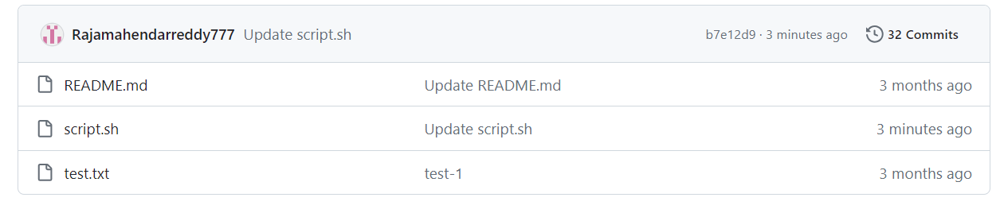 Rajamahendarreddy777 Update script.sh b7e12d9 · 3 minutes ago 32 Commits
README.md Update README.md 3 months ago
script.sh Update script.sh 3 minutes ago
test.txt test-1 3 months ago